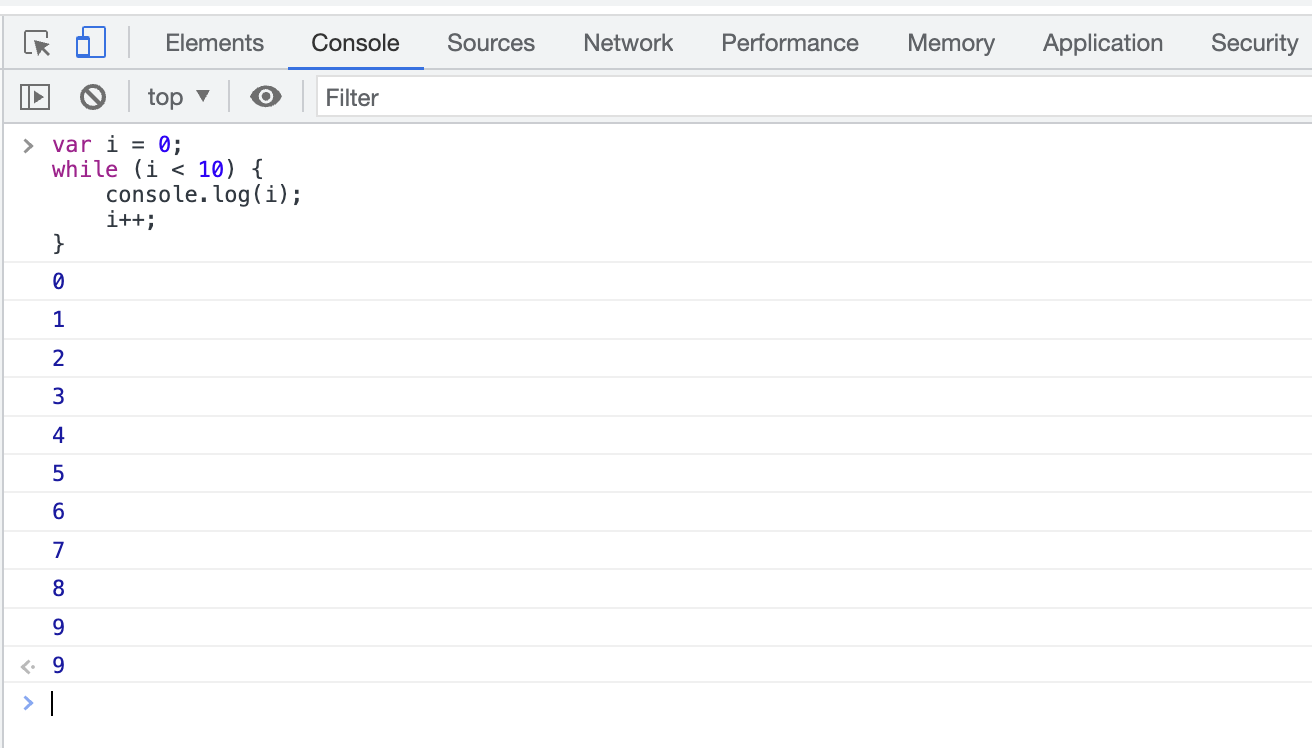 Elements Console Sources Network Performance Memory Application Security
top ▼ Filter
> var i = 0;
while (i < 10) {
    console.log(i);
    i++;
}
0
1
2
3
4
5
6
7
8
9
9
>